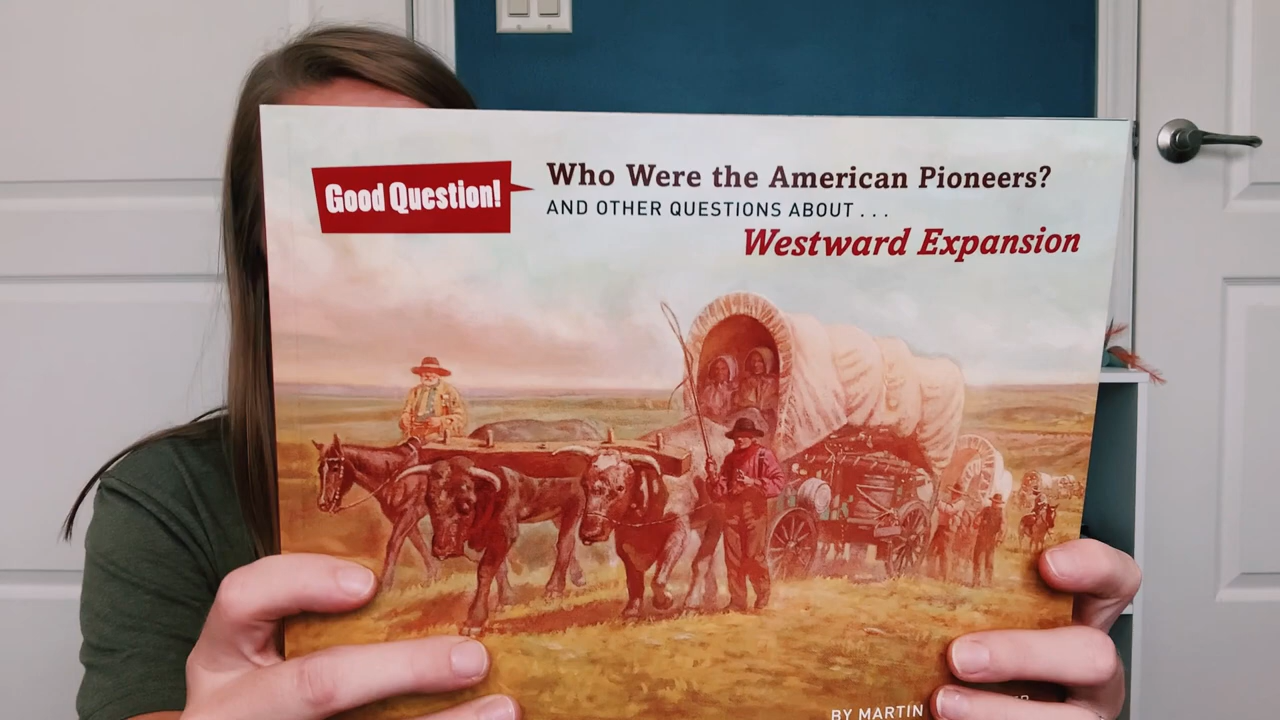 Good Question!
Who Were the American Pioneers?
AND OTHER QUESTIONS ABOUT . . .
Westward Expansion
BY MARTIN